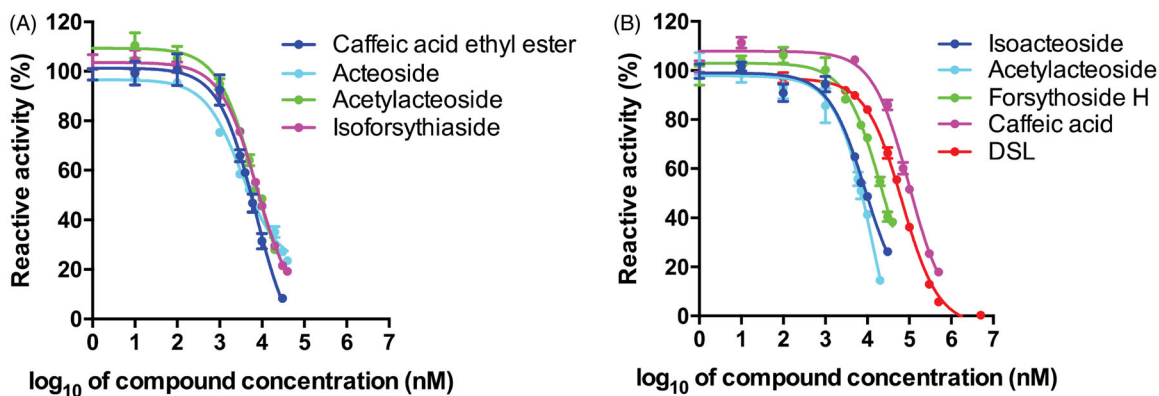 (A)
120
100
80
60
40
20
0
Reactive activity (%)
0 1 2 3 4 5 6 7
log10 of compound concentration (nM)
Caffeic acid ethyl ester
Acteoside
Acetylacteoside
Isoforsythiaside
(B)
120
100
80
60
40
20
0
Reactive activity (%)
0 1 2 3 4 5 6 7
log10 of compound concentration (nM)
Isoacteoside
Acetylacteoside
Forsythoside H
Caffeic acid
DSL